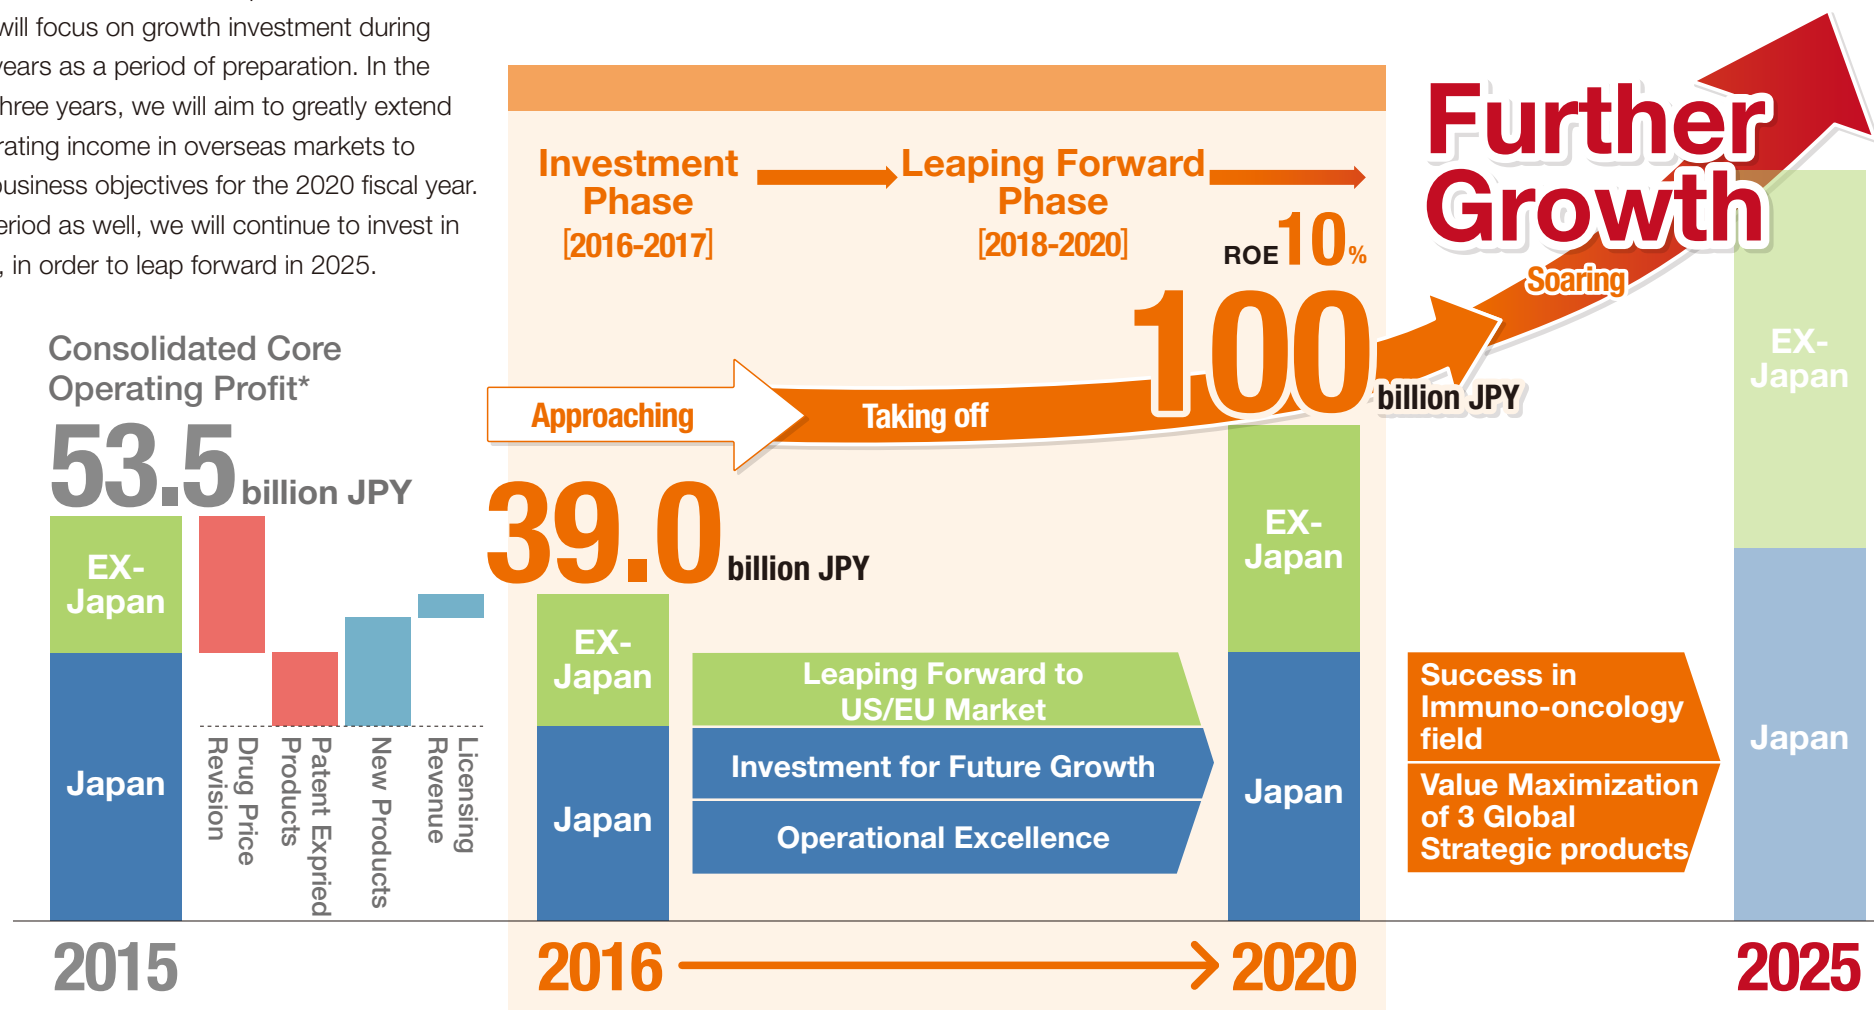 will focus on growth investment during
years as a period of preparation. In the
three years, we will aim to greatly extend
rating income in overseas markets to
business objectives for the 2020 fiscal year.
eriod as well, we will continue to invest in
, in order to leap forward in 2025.
Consolidated Core
Operating Profit*
53.5 billion JPY
EX-
Japan
Japan
Drug Price
Revision
Patent Expried
Products
New Products
Licensing
Revenue
2015
Investment
Phase
[2016-2017]
Leaping Forward
Phase
[2018-2020]
ROE 10%
100 billion JPY
Approaching
Taking off
39.0 billion JPY
EX-
Japan
Japan
Leaping Forward to
US/EU Market
Investment for Future Growth
Operational Excellence
EX-
Japan
Japan
2016
2020
Further
Growth
Soaring
Success in
Immuno-oncology
field
Value Maximization
of 3 Global
Strategic products
EX-
Japan
Japan
2025